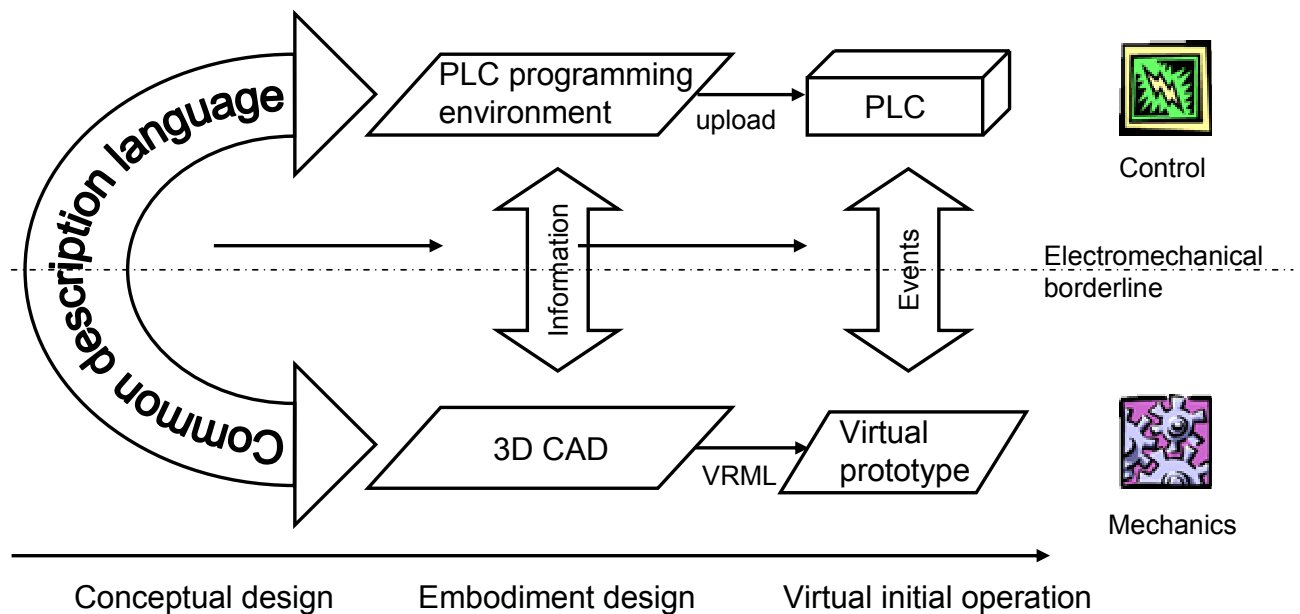 Common description language
PLC programming
environment
upload
PLC
Control
Information
Events
Electromechanical
borderline
3D CAD
VRML
Virtual
prototype
Mechanics
Conceptual design
Embodiment design
Virtual initial operation